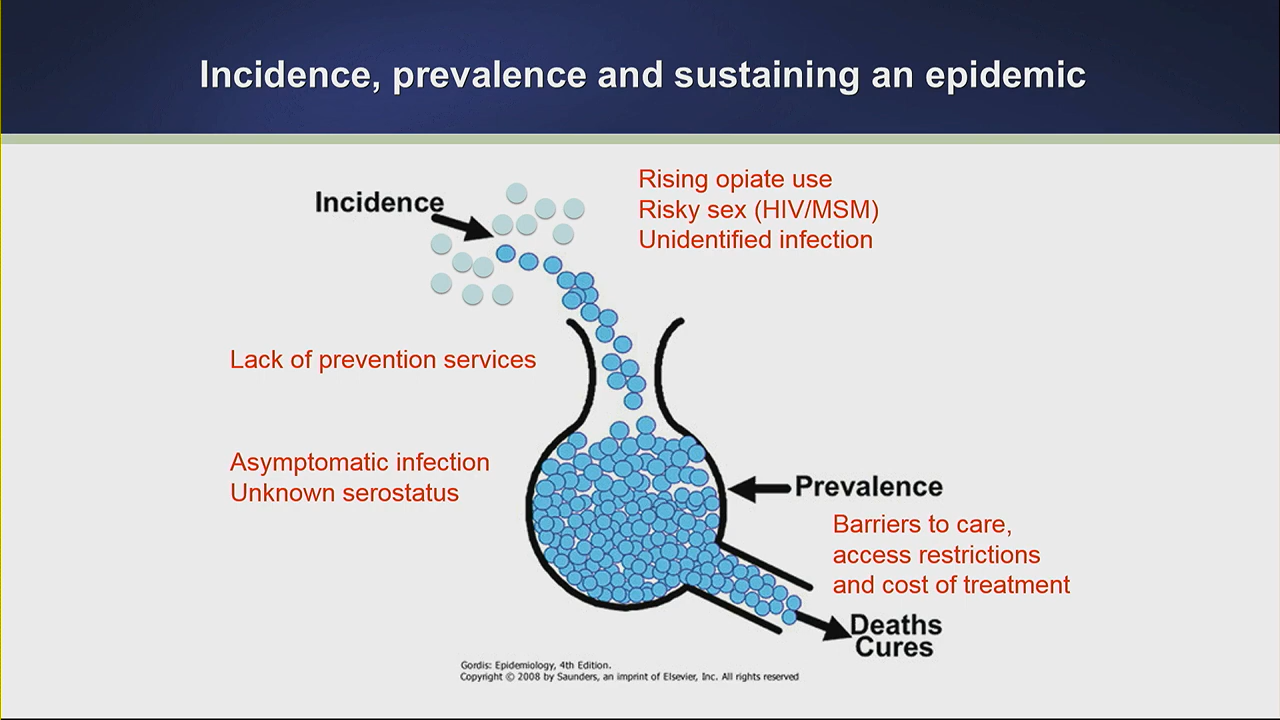 Incidence, prevalence and sustaining an epidemic
Incidence
Rising opiate use
Risky sex (HIV/MSM)
Unidentified infection
Lack of prevention services
Asymptomatic infection
Unknown serostatus
Prevalence
Barriers to care,
access restrictions
and cost of treatment
Deaths
Cures
Gordis: Epidemiology, 4th Edition.
Copyright © 2008 by Saunders, an imprint of Elsevier, Inc. All rights reserved